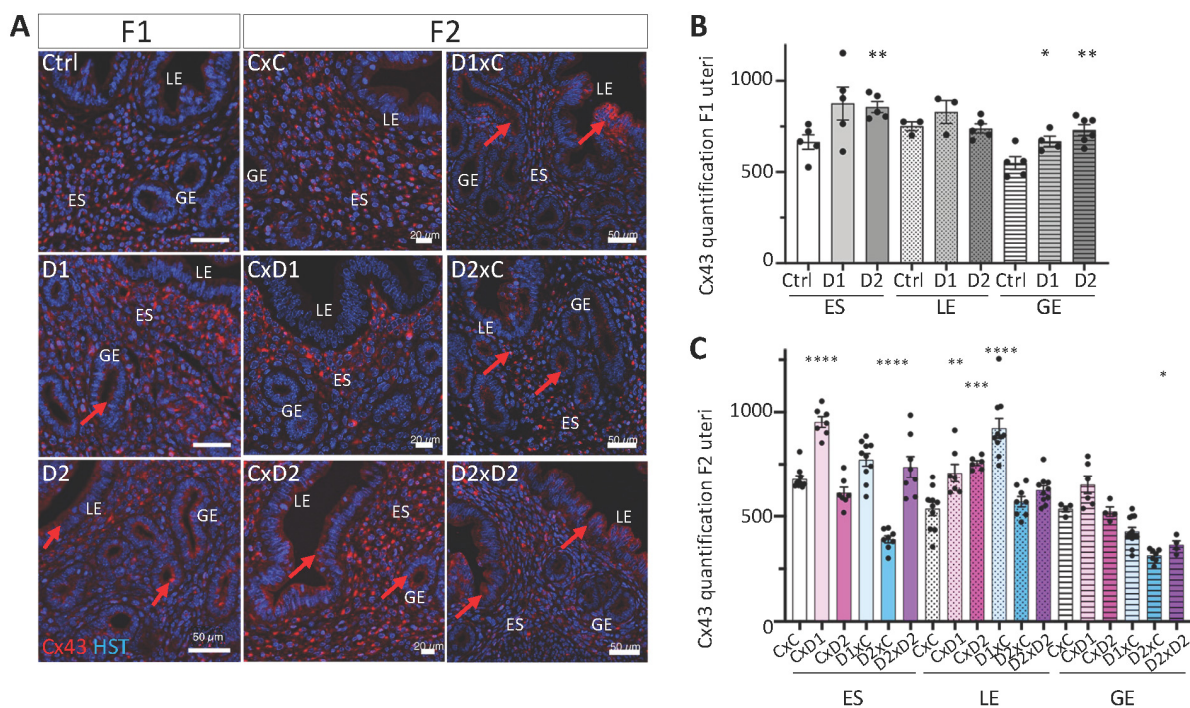 A
F1
F2
Ctrl
LE
GE
ES
CxC
LE
GE
ES
20 µm
D1xC
LE
GE
ES
50 µm
D1
LE
ES
GE
CxD1
LE
ES
GE
20 µm
D2xC
GE
LE
ES
50 µm
D2
LE
GE
Cx43 HST
50 µm
CxD2
LE
ES
GE
20 µm
D2xD2
LE
ES
GE
50 µm
B
Cx43 quantification F1 uteri
1000
500
0
** * **
Ctrl D1 D2 Ctrl D1 D2 Ctrl D1 D2
ES LE GE
C
Cx43 quantification F2 uteri
1000
500
0
**** **** ** *** **** *
CxC CxD1 CxD2 D1xC D2xC D2xD2 CxC CxD1 CxD2 D1xC D2xC D2xD2 CxC CxD1 CxD2 D1xC D2xC D2xD2
ES LE GE